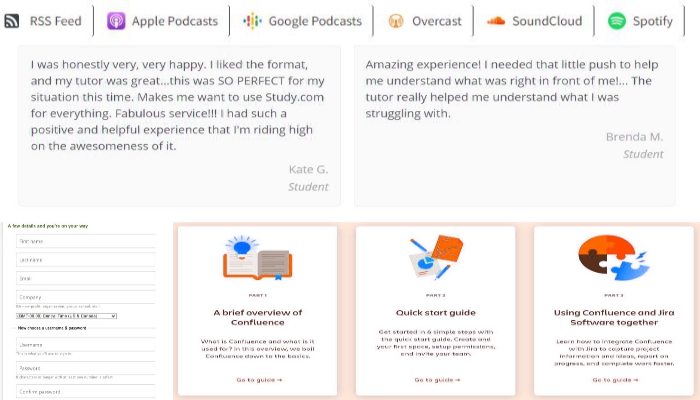 RSS Feed
Apple Podcasts
Google Podcasts
Overcast
SoundCloud
Spotify
I was honestly very, very happy. I liked the format,
and my tutor was great...this was SO PERFECT for my
situation this time. Makes me want to use Study.com
for everything. Fabulous service!!! I had such a
positive and helpful experience that I'm riding high
on the awesomeness of it.
Kate G.
Student
Amazing experience! I needed that little push to help
me understand what was right in front of me!... The
tutor really helped me understand what I was
struggling with.
Brenda M.
Student
A few details and you're on your way
First name
Last name
Email
Company
Now choose a username & password
Username
Password
Confirm password
PART 1
A brief overview of
Confluence
What is Confluence and what is it
used for? In this overview, we boil
Confluence down to the basics.
Go to guide →
PART 2
Quick start guide
Get started in 6 simple steps with
the quick start guide. Create and
your first space, setup permissions,
and invite your team.
Go to guide →
PART 3
Using Confluence and Jira
Software together
Learn how to integrate Confluence
with Jira to capture project
information and ideas, report on
progress, and complete work faster.
Go to guide →